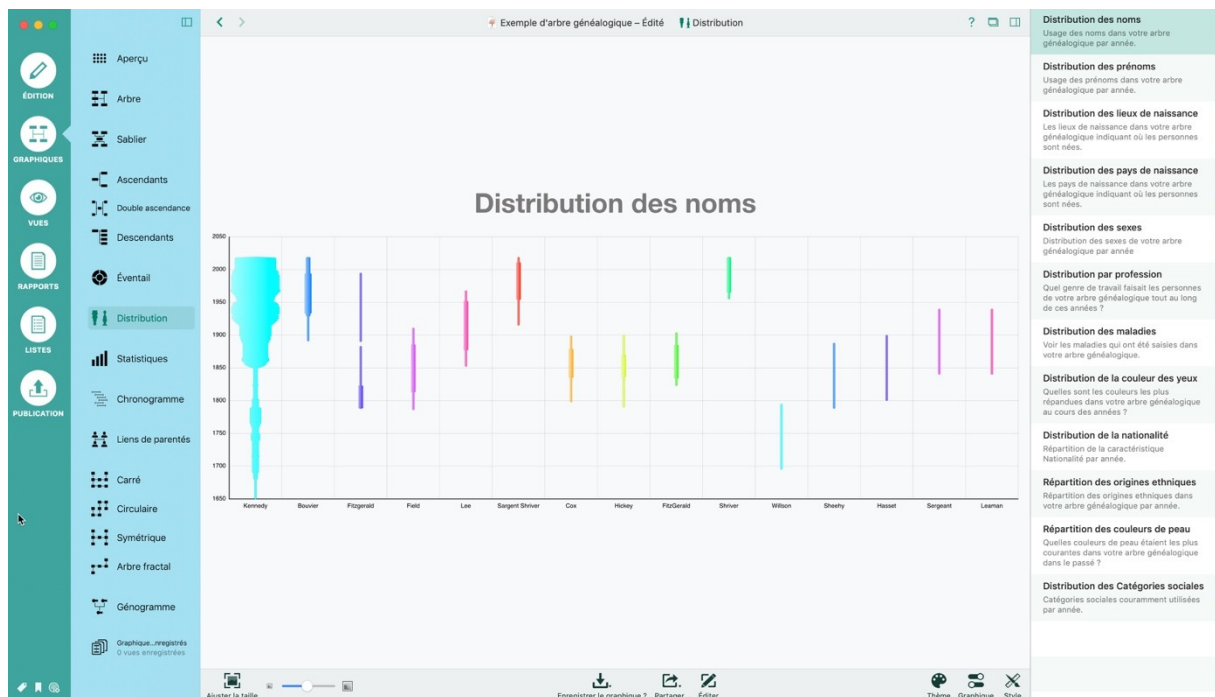 ÉDITION
GRAPHIQUES
VUES
RAPPORTS
LISTES
PUBLICATION
Aperçu
Arbre
Sablier
Ascendants
Double ascendance
Descendants
Éventail
Distribution
Statistiques
Chronogramme
Liens de parentés
Carré
Circulaire
Symétrique
Arbre fractal
Génogramme
Graphique...nregistrés
0 vues enregistrées
Exemple d'arbre généalogique – Édité
Distribution
?
Distribution des noms
2050
2000
1950
1900
1850
1800
1750
1700
1650
Kennedy
Bouvier
Fitzgerald
Field
Lee
Sargent Shriver
Cox
Hickey
FitzGerald
Shriver
Willson
Sheehy
Hasset
Sergeant
Leaman
Ajuster la taille
Enregistrer le graphique ?
Partager
Éditer
Thème
Graphique
Style
Distribution des noms
Usage des noms dans votre arbre
généalogique par année.
Distribution des prénoms
Usage des prénoms dans votre arbre
généalogique par année.
Distribution des lieux de naissance
Les lieux de naissance dans votre arbre
généalogique indiquant où les personnes
sont nées.
Distribution des pays de naissance
Les pays de naissance dans votre arbre
généalogique indiquant où les personnes
sont nées.
Distribution des sexes
Distribution des sexes de votre arbre
généalogique par année
Distribution par profession
Quel genre de travail faisait les personnes
de votre arbre généalogique tout au long
de ces années ?
Distribution des maladies
Voir les maladies qui ont été saisies dans
votre arbre généalogique.
Distribution de la couleur des yeux
Quelles sont les couleurs les plus
répandues dans votre arbre généalogique
au cours des années ?
Distribution de la nationalité
Répartition de la caractéristique
Nationalité par année.
Répartition des origines ethniques
Répartition des origines ethniques dans
votre arbre généalogique par année.
Répartition des couleurs de peau
Quelles couleurs de peau étaient les plus
courantes dans votre arbre généalogique
dans le passé ?
Distribution des Catégories sociales
Catégories sociales couramment utilisées
par année.